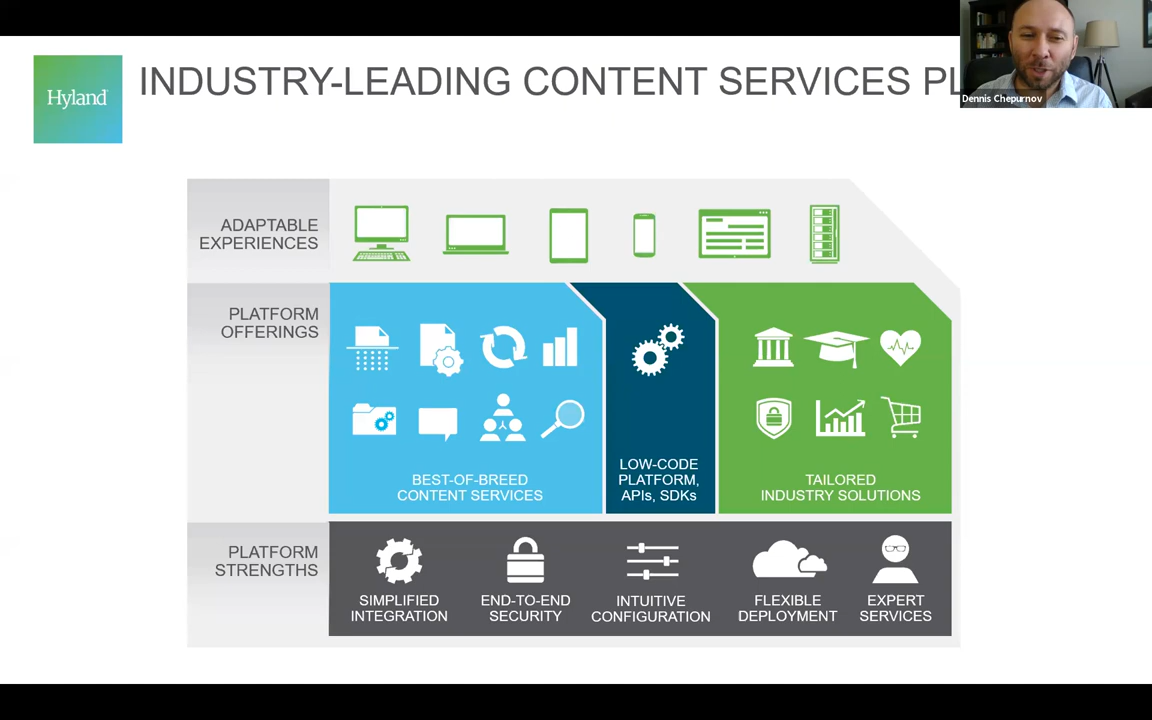 Hyland
INDUSTRY-LEADING CONTENT SERVICES PL
Dennis Chepurnov
ADAPTABLE
EXPERIENCES
PLATFORM
OFFERINGS
BEST-OF-BREED
CONTENT SERVICES
LOW-CODE
PLATFORM,
APIs, SDKs
TAILORED
INDUSTRY SOLUTIONS
PLATFORM
STRENGTHS
SIMPLIFIED
INTEGRATION
END-TO-END
SECURITY
INTUITIVE
CONFIGURATION
FLEXIBLE
DEPLOYMENT
EXPERT
SERVICES